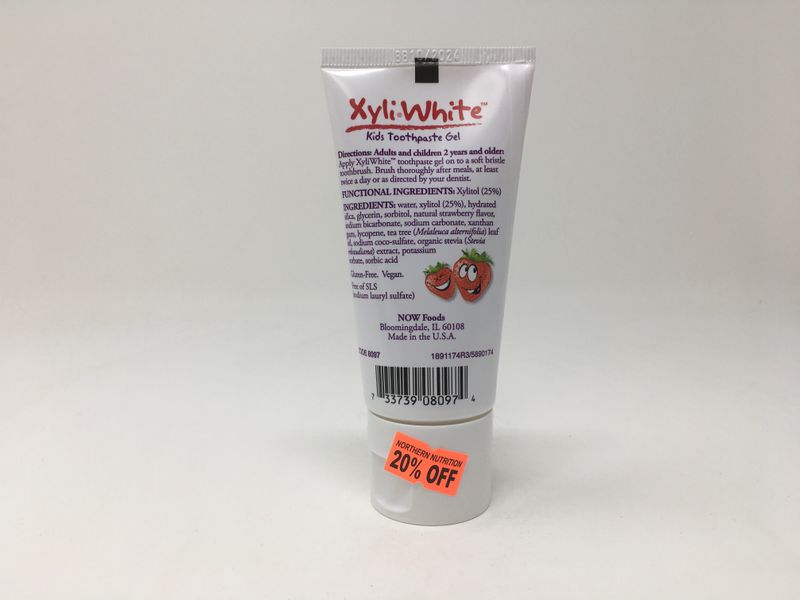 BB10/2024
Xyli·White™
Kids Toothpaste Gel
Directions: Adults and children 2 years and older:
Apply XyliWhite™ toothpaste gel on to a soft bristle
toothbrush. Brush thoroughly after meals, at least
twice a day or as directed by your dentist.
FUNCTIONAL INGREDIENTS: Xylitol (25%)
INGREDIENTS: water, xylitol (25%), hydrated
silica, glycerin, sorbitol, natural strawberry flavor,
sodium bicarbonate, sodium carbonate, xanthan
gum, lycopene, tea tree (Melaleuca alternifolia) leaf
oil, sodium coco-sulfate, organic stevia (Stevia
rebaudiana) extract, potassium
sorbate, sorbic acid
Gluten-Free. Vegan.
Free of SLS
(sodium lauryl sulfate)
NOW Foods
Bloomingdale, IL 60108
Made in the U.S.A.
CODE 8097 1691174R3/5890174
7 33739 08097 4
NORTHERN NUTRITION
20% OFF